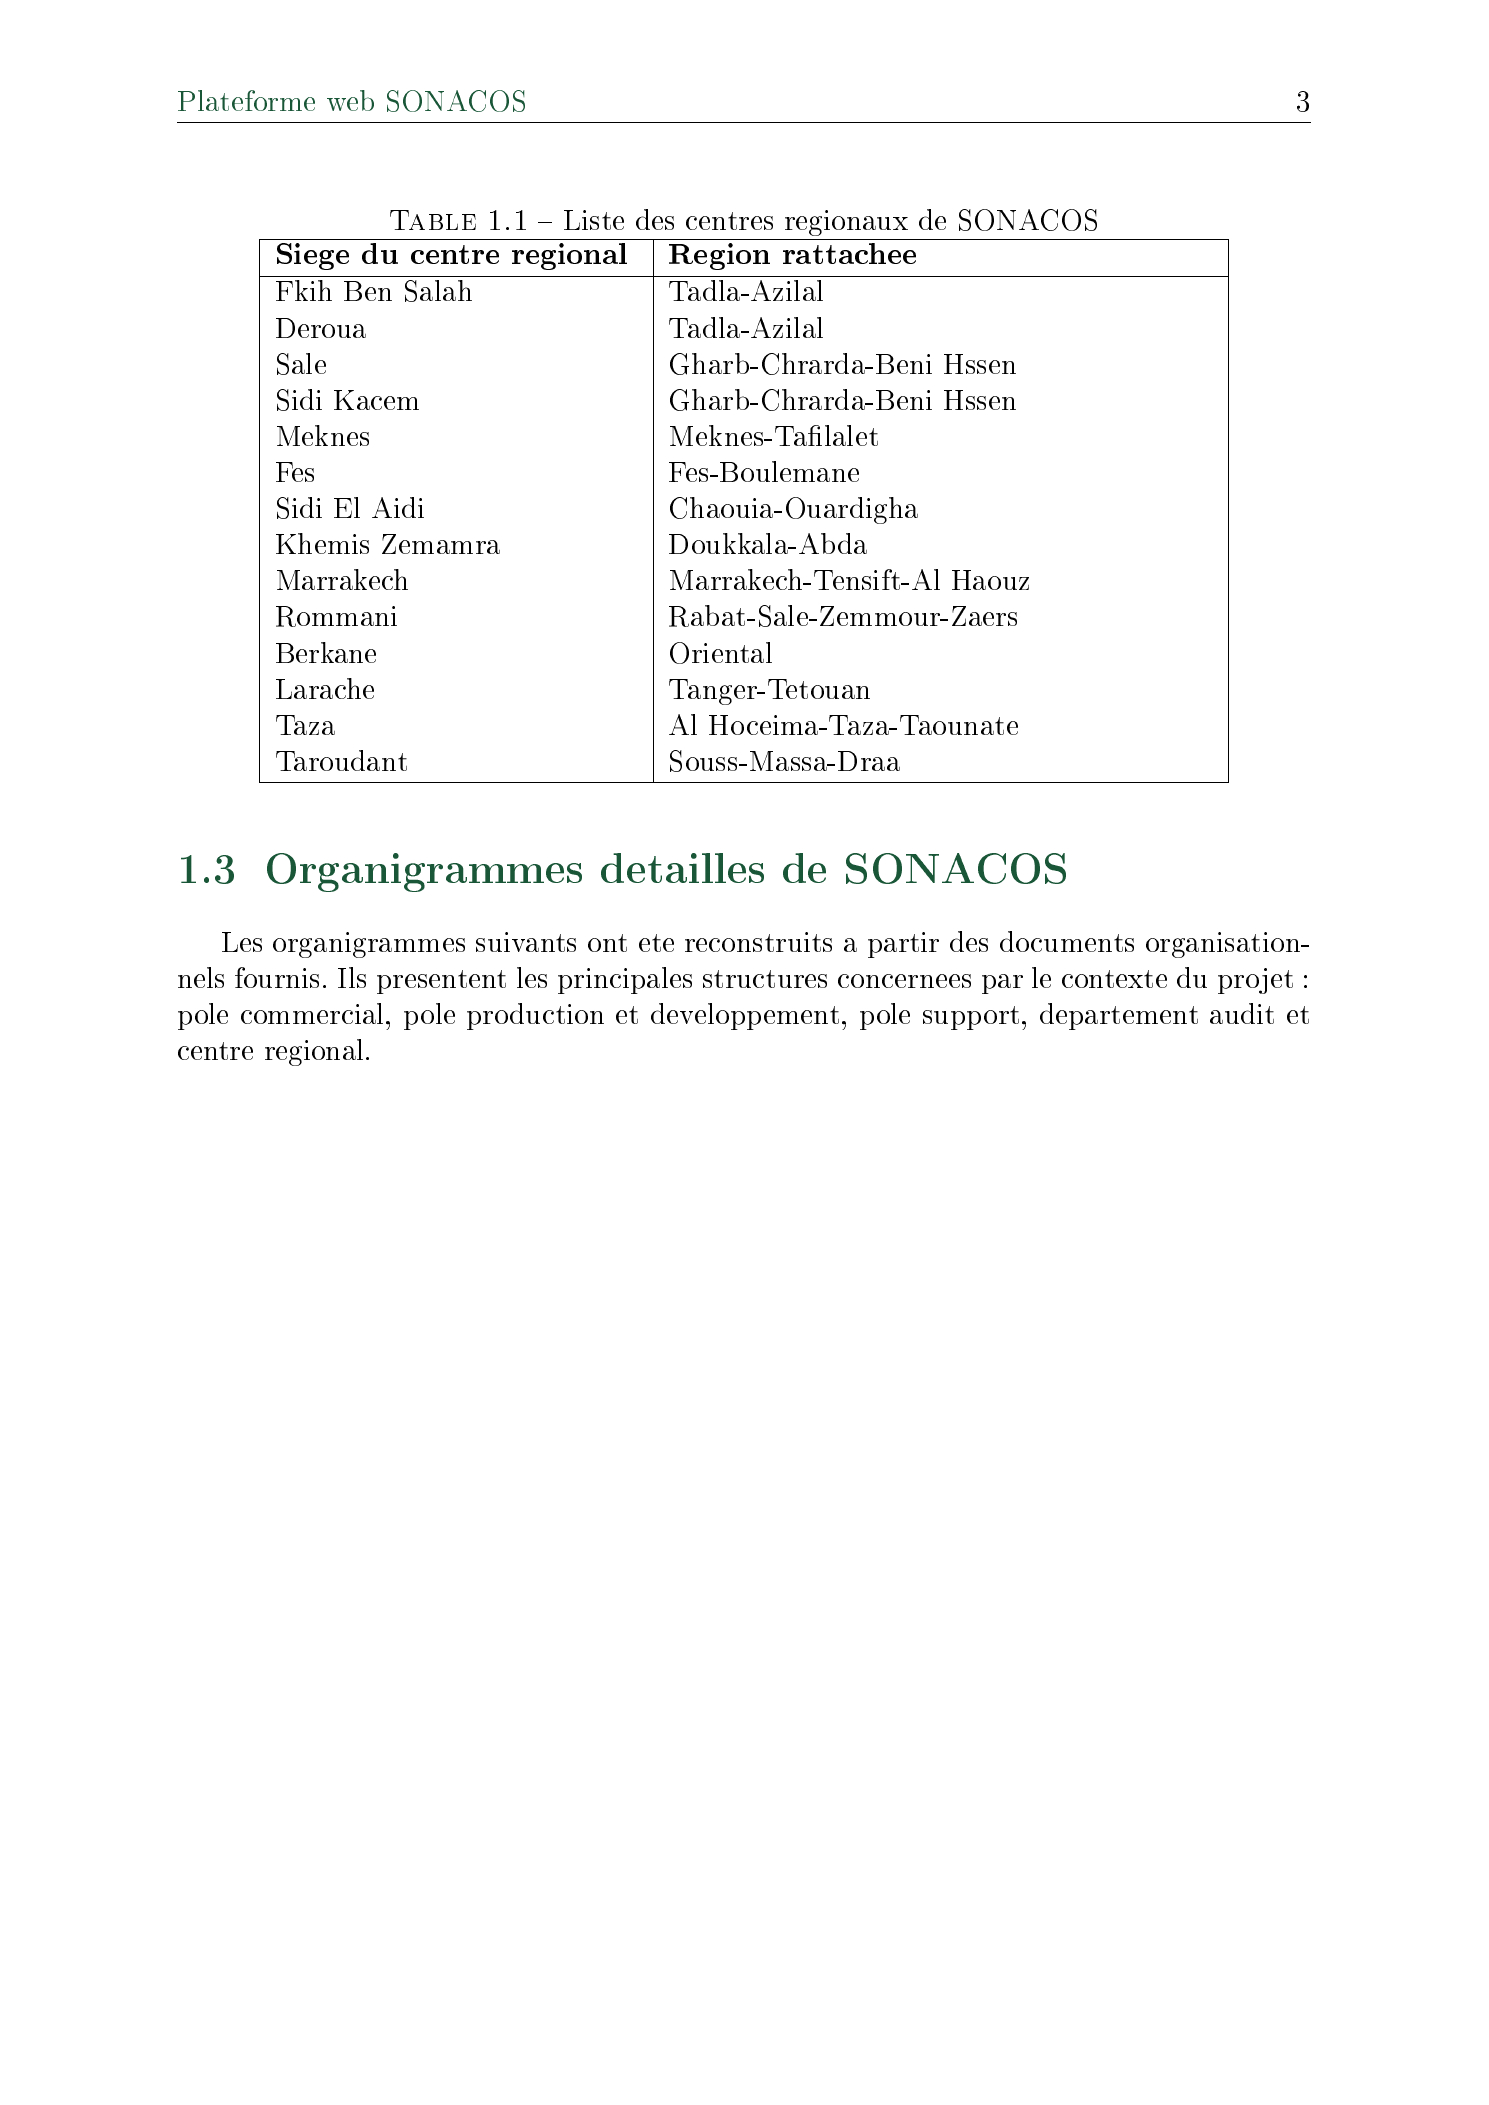 Plateforme web SONACOS 3
TABLE 1.1 – Liste des centres regionaux de SONACOS
Siege du centre regional Region rattachee
Fkih Ben Salah Tadla-Azilal
Deroua Tadla-Azilal
Sale Gharb-Chrarda-Beni Hssen
Sidi Kacem Gharb-Chrarda-Beni Hssen
Meknes Meknes-Tafilalet
Fes Fes-Boulemane
Sidi El Aidi Chaouia-Ouardigha
Khemis Zemamra Doukkala-Abda
Marrakech Marrakech-Tensift-Al Haouz
Rommani Rabat-Sale-Zemmour-Zaers
Berkane Oriental
Larache Tanger-Tetouan
Taza Al Hoceima-Taza-Taounate
Taroudant Souss-Massa-Draa
1.3 Organigrammes detailles de SONACOS
Les organigrammes suivants ont ete reconstruits a partir des documents organisation-
nels fournis. Ils presentent les principales structures concernees par le contexte du projet :
pole commercial, pole production et developpement, pole support, departement audit et
centre regional.